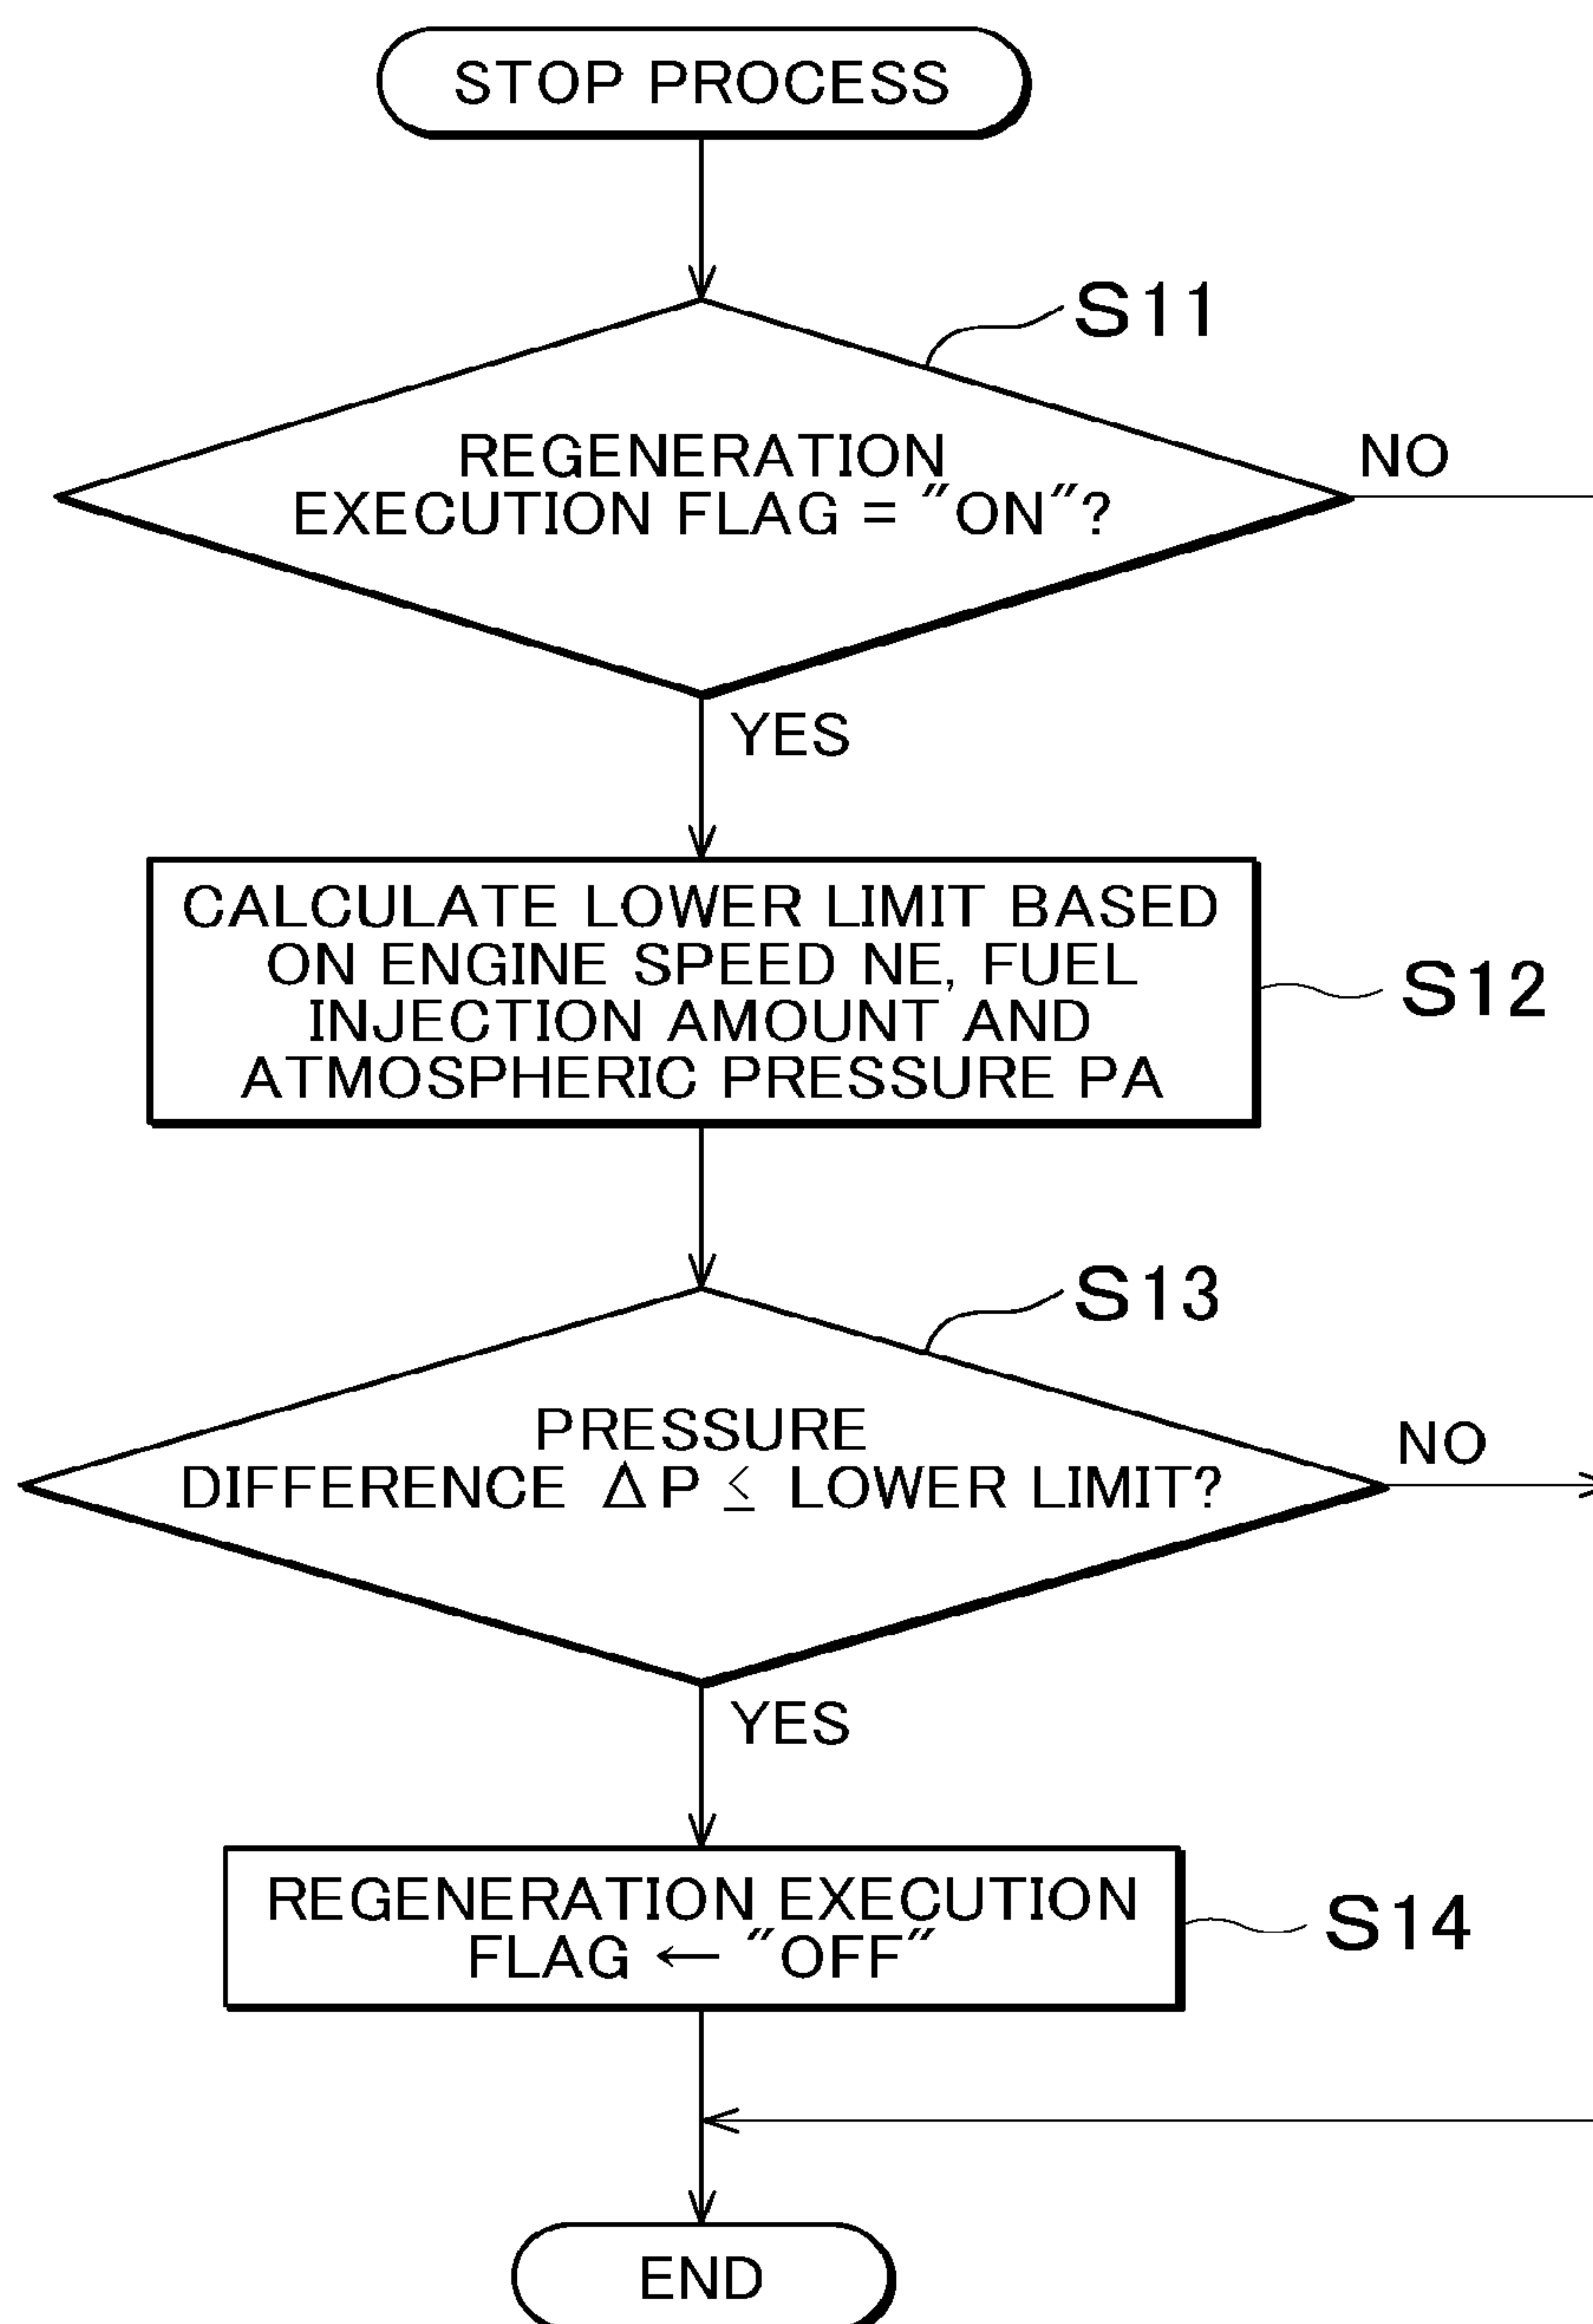 STOP PROCESS
S11
REGENERATION
EXECUTION FLAG = "ON"?
NO
YES
CALCULATE LOWER LIMIT BASED
ON ENGINE SPEED NE, FUEL
INJECTION AMOUNT AND
ATMOSPHERIC PRESSURE PA
S12
S13
PRESSURE
DIFFERENCE ΔP ≤ LOWER LIMIT?
NO
YES
REGENERATION EXECUTION
FLAG ← "OFF"
S14
END